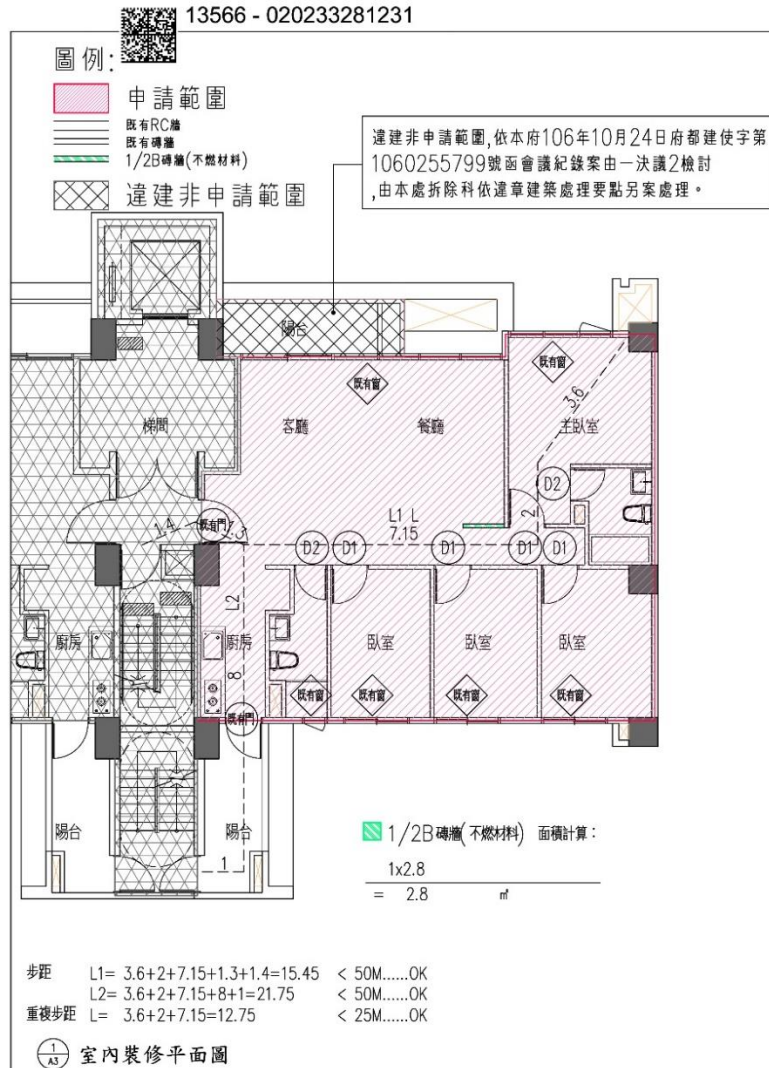 13566 - 020233281231
圖例:
申請範圍
既有RC牆
既有磚牆
1/2B磚牆(不燃材料)
違建非申請範圍
違建非申請範圍,依本府106年10月24日府都建使字第
1060255799號函會議紀錄案由一決議2檢討
,由本處拆除科依違章建築處理要點另案處理。
陽台
既有窗
既有窗
3.6
梯間
客廳
餐廳
主臥室
D2
L1 L
7.15
2
1.4
既有門
1.3
D2
D1
D1
D1
D1
L2
廚房
廚房
臥室
臥室
臥室
8
既有窗
既有窗
既有窗
既有窗
既有門
陽台
陽台
1
1/2B磚牆(不燃材料) 面積計算:
1x2.8
= 2.8 ㎡
步距 L1= 3.6+2+7.15+1.3+1.4=15.45 < 50M......OK
L2= 3.6+2+7.15+8+1=21.75 < 50M......OK
重複步距 L= 3.6+2+7.15=12.75 < 25M......OK
1
A3
室內裝修平面圖